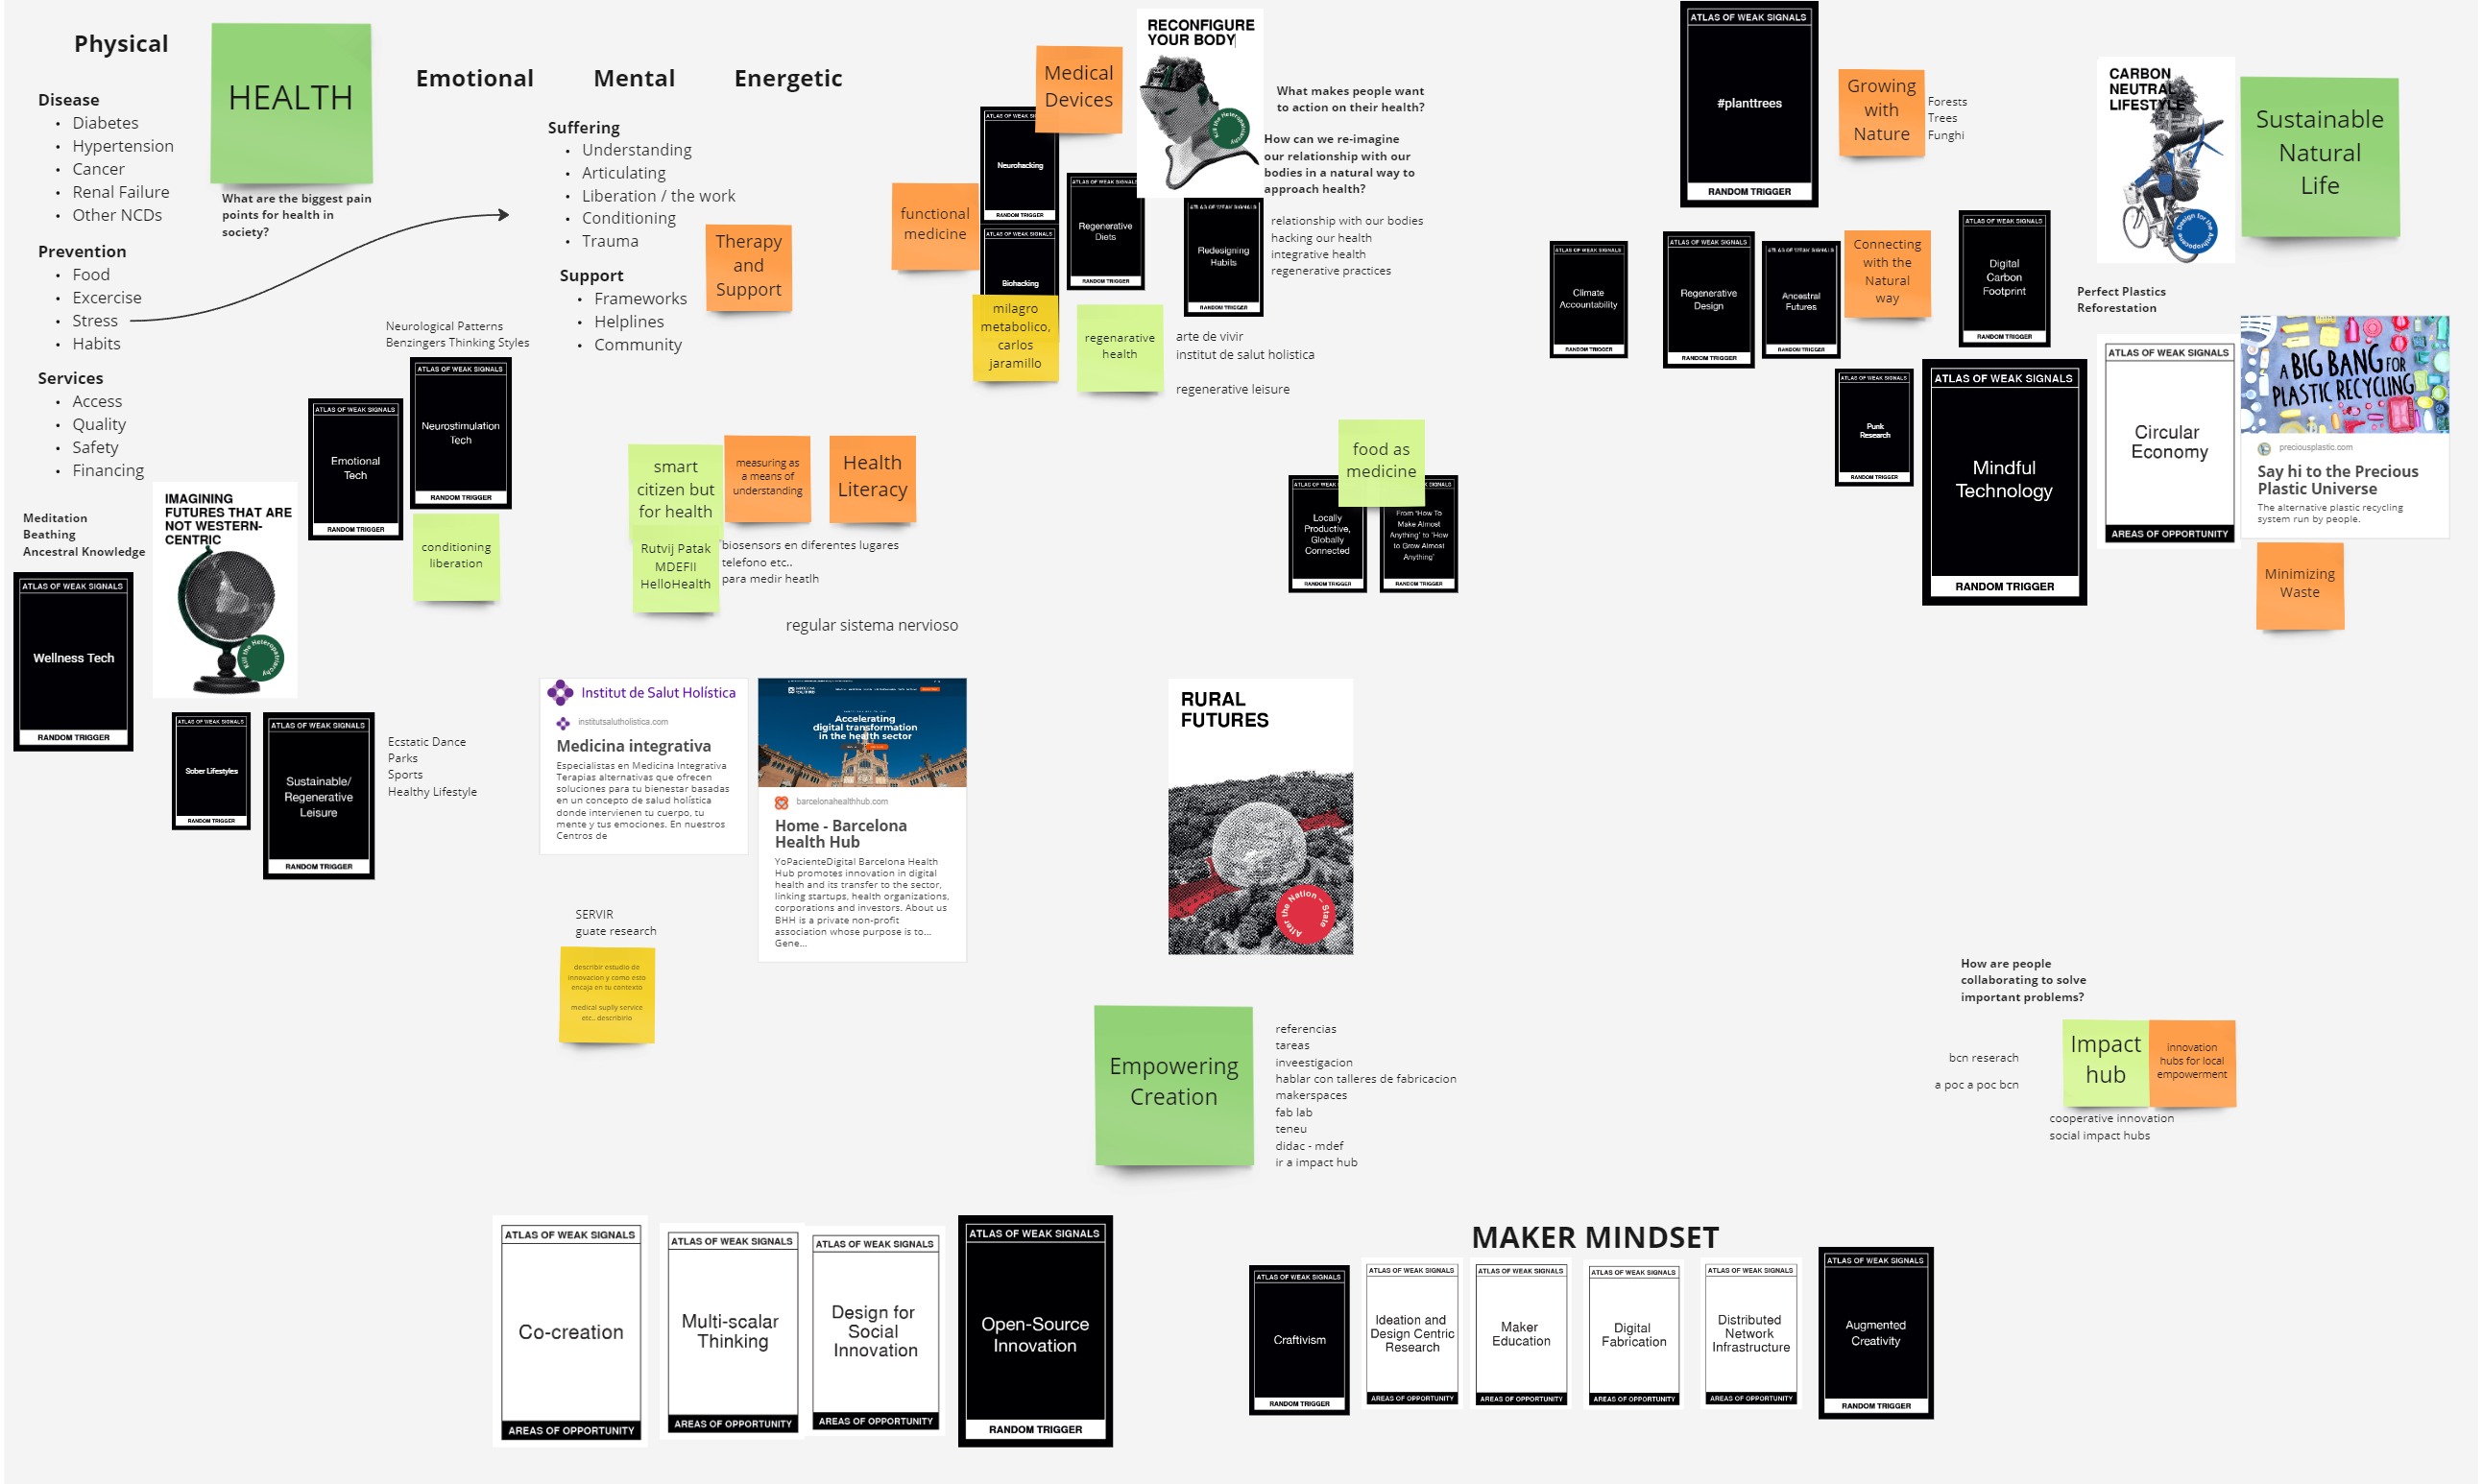 Physical
HEALTH
Disease
• Diabetes
• Hypertension
• Cancer
• Renal Failure
• Other NCDs
What are the biggest pain
points for health in
society?
Prevention
• Food
• Excercise
• Stress
• Habits
Services
• Access
• Quality
• Safety
• Financing
Emotional
Mental
Energetic
Suffering
• Understanding
• Articulating
• Liberation / the work
• Conditioning
• Trauma
Support
• Frameworks
• Helplines
• Community
Therapy
and
Support
Neurological Patterns
Benzingers Thinking Styles
ATLAS OF WEAK SIGNALS
Emotional
Tech
RANDOM TRIGGER
ATLAS OF WEAK SIGNALS
Neurostimulation
Tech
RANDOM TRIGGER
conditioning
liberation
Meditation
Beathing
Ancestral Knowledge
IMAGINING
FUTURES THAT ARE
NOT WESTERN-
CENTRIC
Kill the Heteropatriarchy
ATLAS OF WEAK SIGNALS
Wellness Tech
RANDOM TRIGGER
ATLAS OF WEAK SIGNALS
Sober Lifestyles
RANDOM TRIGGER
ATLAS OF WEAK SIGNALS
Sustainable/
Regenerative
Leisure
RANDOM TRIGGER
Ecstatic Dance
Parks
Sports
Healthy Lifestyle
smart
citizen but
for health
measuring as
a means of
understanding
Health
Literacy
Rutvij Patak
MDEFII
HelloHealth
biosensors en diferentes lugares
telefono etc..
para medir heatlh
regular sistema nervioso
Institut de Salut Holística
institutsalutholistica.com
Medicina integrativa
Especialistas en Medicina Integrativa
Terapias alternativas que ofrecen
soluciones para tu bienestar basadas
en un concepto de salud holística
donde intervienen tu cuerpo, tu
mente y tus emociones. En nuestros
Centros de
Accelerating
digital transformation
in the health sector
barcelonahealthhub.com
Home - Barcelona
Health Hub
YoPacienteDigital Barcelona Health
Hub promotes innovation in digital
health and its transfer to the sector,
linking startups, health organizations,
corporations and investors. About us
BHH is a private non-profit
association whose purpose is to...
Gene...
SERVIR
guate research
describir estudio de
innovacion y como esto
encaja en tu contexto
medical suplly service
etc.. describirlo
functional
medicine
Medical
Devices
ATLAS OF WEAK
Neurohacking
RANDOM TRIGGER
ATLAS OF WEAK SIGNALS
Biohacking
milagro
metabolico,
carlos
jaramillo
ATLAS OF WEAK SIGNALS
Regenerative
Diets
RANDOM TRIGGER
RECONFIGURE
YOUR BODY
Kill the Heteropatriarchy
What makes people want
to action on their health?
How can we re-imagine
our relationship with our
bodies in a natural way to
approach health?
ATLAS OF WEAK SIGNALS
Redesigning
Habits
RANDOM TRIGGER
relationship with our bodies
hacking our health
integrative health
regenerative practices
regenarative
health
arte de vivir
institut de salut holistica
regenerative leisure
food as
medicine
ATLAS OF WEAK
Locally
Productive,
Globally
Connected
RANDOM TRIGGER
SIGNALS
From "How To
Make Almost
Anything" to "How
to Grow Almost
Anything"
RANDOM TRIGGER
ATLAS OF WEAK SIGNALS
#planttrees
RANDOM TRIGGER
Growing
with
Nature
Forests
Trees
Funghi
CARBON
NEUTRAL
LIFESTYLE
Design for the Anthropocene
Sustainable
Natural
Life
ATLAS OF WEAK SIGNALS
Climate
Accountability
RANDOM TRIGGER
ATLAS OF WEAK SIGNALS
Regenerative
Design
RANDOM TRIGGER
ATLAS OF WEAK SIGNALS
Ancestral
Futures
RANDOM TRIGGER
Connecting
with the
Natural
way
ATLAS OF WEAK SIGNALS
Digital
Carbon
Footprint
RANDOM TRIGGER
Perfect Plastics
Reforestation
ATLAS OF WEAK SIGNALS
Punk
Research
RANDOM TRIGGER
ATLAS OF WEAK SIGNALS
Mindful
Technology
RANDOM TRIGGER
ATLAS OF WEAK SIGNALS
Circular
Economy
AREAS OF OPPORTUNITY
A BIG BANG FOR
PLASTIC RECYCLING
preciousplastic.com
Say hi to the Precious
Plastic Universe
The alternative plastic recycling
system run by people.
Minimizing
Waste
RURAL
FUTURES
After the Nation - State
Empowering
Creation
referencias
tareas
inveestigacion
hablar con talleres de fabricacion
makerspaces
fab lab
teneu
didac - mdef
ir a impact hub
How are people
collaborating to solve
important problems?
bcn reserach
a poc a poc bcn
Impact
hub
innovation
hubs for local
empowerment
cooperative innovation
social impact hubs
ATLAS OF WEAK SIGNALS
Co-creation
AREAS OF OPPORTUNITY
ATLAS OF WEAK SIGNALS
Multi-scalar
Thinking
AREAS OF OPPORTUNITY
ATLAS OF WEAK SIGNALS
Design for
Social
Innovation
AREAS OF OPPORTUNITY
ATLAS OF WEAK SIGNALS
Open-Source
Innovation
RANDOM TRIGGER
MAKER MINDSET
ATLAS OF WEAK SIGNALS
Craftivism
RANDOM TRIGGER
ATLAS OF WEAK SIGNALS
Ideation and
Design Centric
Research
AREAS OF OPPORTUNITY
ATLAS OF WEAK SIGNALS
Maker
Education
AREAS OF OPPORTUNITY
ATLAS OF WEAK SIGNALS
Digital
Fabrication
AREAS OF OPPORTUNITY
ATLAS OF WEAK SIGNALS
Distributed
Network
Infrastructure
AREAS OF OPPORTUNITY
ATLAS OF WEAK SIGNALS
Augmented
Creativity
RANDOM TRIGGER